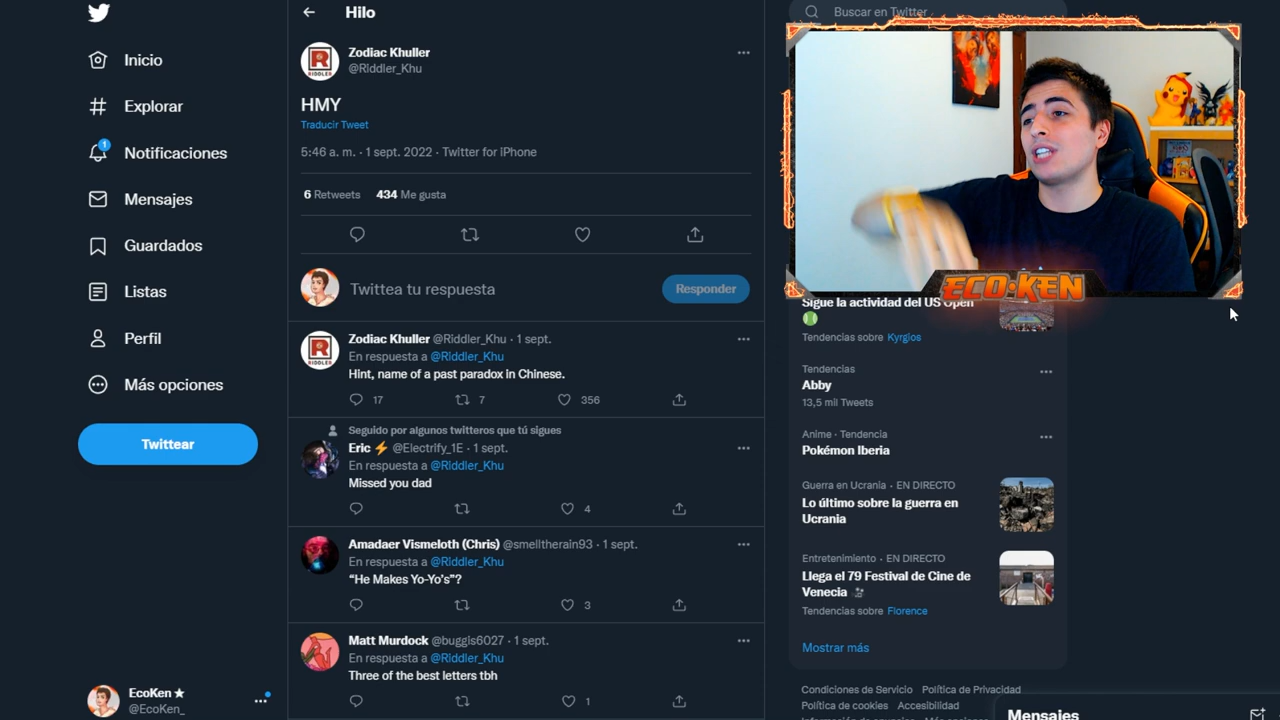 Inicio
Explorar
1
Notificaciones
Mensajes
Guardados
Listas
Perfil
Más opciones
Twittear
EcoKen ★
@EcoKen_
Hilo
Zodiac Khuller
@Riddler_Khu
RIDDLER
HMY
Traducir Tweet
5:46 a. m. · 1 sept. 2022 · Twitter for iPhone
6 Retweets 434 Me gusta
wittea tu respuesta
Responder
Zodiac Khuller @Riddler_Khu · 1 sept.
RIDDLER
En respuesta a @Riddler_Khu
Hint, name of a past paradox in Chinese.
17 7 356
Seguido por algunos twitteros que tú sigues
Eric ⚡ @Electrify_1E · 1 sept.
En respuesta a @Riddler_Khu
Missed you dad
4
Amadaer Vismeloth (Chris) @smelltherain93 · 1 sept.
En respuesta a @Riddler_Khu
“He Makes Yo-Yo's”?
3
Matt Murdock @buggis6027 · 1 sept.
En respuesta a @Riddler_Khu
Three of the best letters tbh
1
Buscar en Twitter
ECO·KEN
Sigue la actividad del US Open
🎾
Tendencias sobre Kyrgios
Tendencias
Abby
13,5 mil Tweets
Anime · Tendencia
Pokémon Iberia
Guerra en Ucrania · EN DIRECTO
Lo último sobre la guerra en
Ucrania
Entretenimiento · EN DIRECTO
Llega el 79 Festival de Cine de
Venecia
Tendencias sobre Florence
Mostrar más
Condiciones de Servicio Política de Privacidad
Política de cookies Accesibilidad
Mensajes